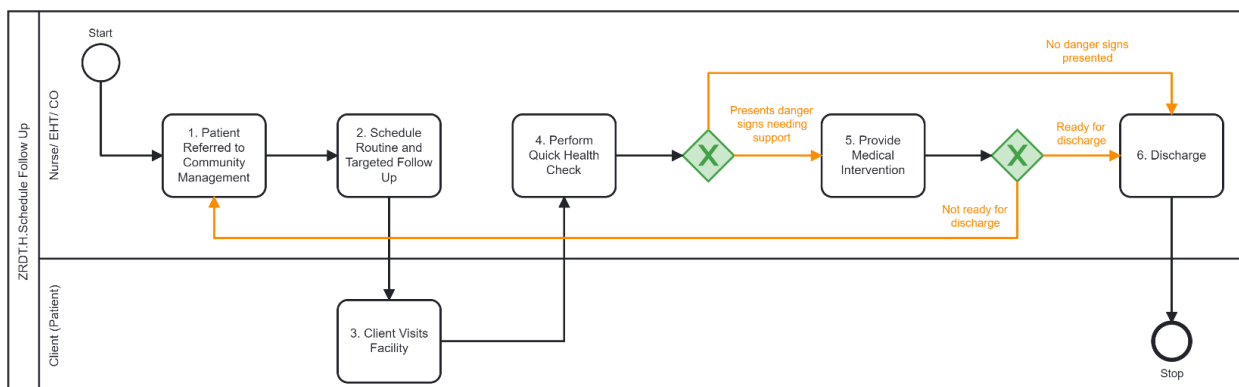 ZRDT.H.Schedule Follow Up
Nurse/ EHT/ CO
Start
1. Patient
Referred to
Community
Management
2. Schedule
Routine and
Targeted Follow
Up
4. Perform
Quick Health
Check
X
No danger signs
presented
Presents danger
signs needing
support
5. Provide
Medical
Intervention
X
Ready for
discharge
Not ready for
discharge
6. Discharge
Client (Patient)
3. Client Visits
Facility
Stop